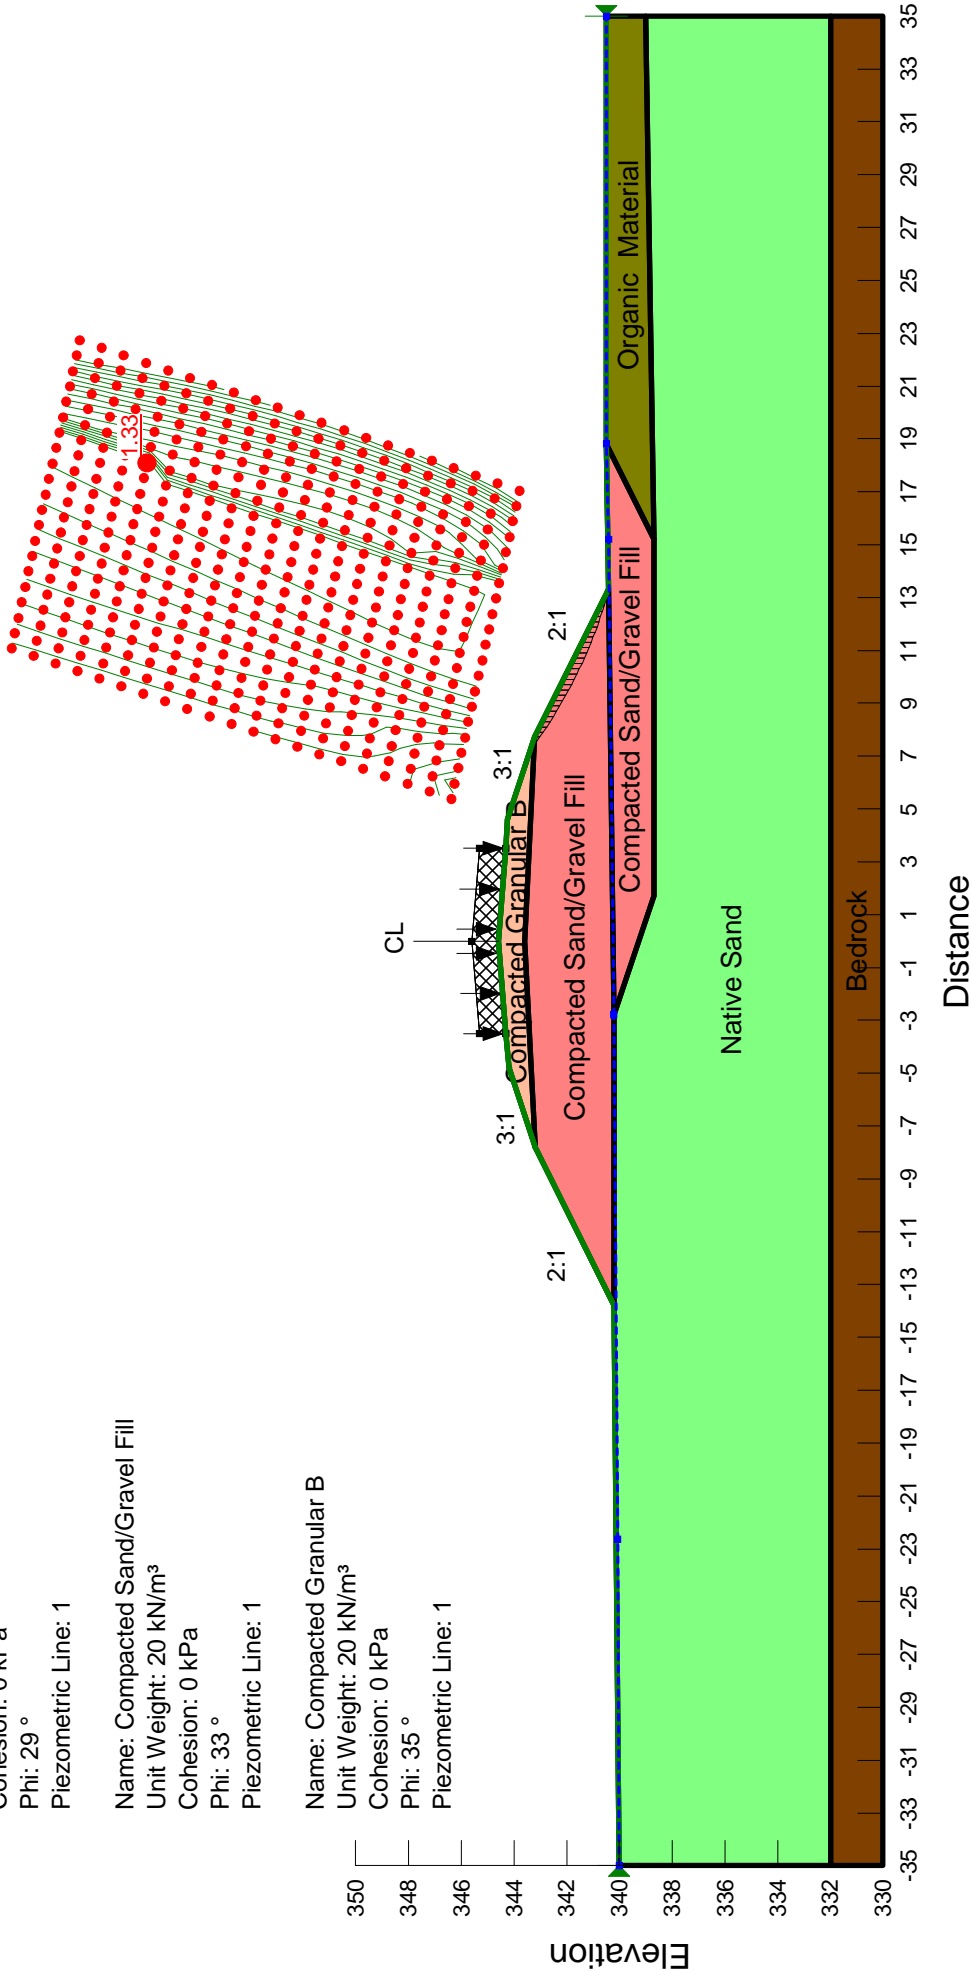 Cohesion: 0 kPa
Phi: 29 °
Piezometric Line: 1
Name: Compacted Sand/Gravel Fill
Unit Weight: 20 kN/m³
Cohesion: 0 kPa
Phi: 33 °
Piezometric Line: 1
Name: Compacted Granular B
Unit Weight: 20 kN/m³
Cohesion: 0 kPa
Phi: 35 °
Piezometric Line: 1
1.33
CL
3:1
3:1
2:1
2:1
Compacted Granular B
Compacted Sand/Gravel Fill
Compacted Sand/Gravel Fill
Organic Material
Native Sand
Bedrock
Elevation
350
348
346
344
342
340
338
336
334
332
330
-35 -33 -31 -29 -27 -25 -23 -21 -19 -17 -15 -13 -11 -9 -7 -5 -3 -1 1 3 5 7 9 11 13 15 17 19 21 23 25 27 29 31 33 35
Distance